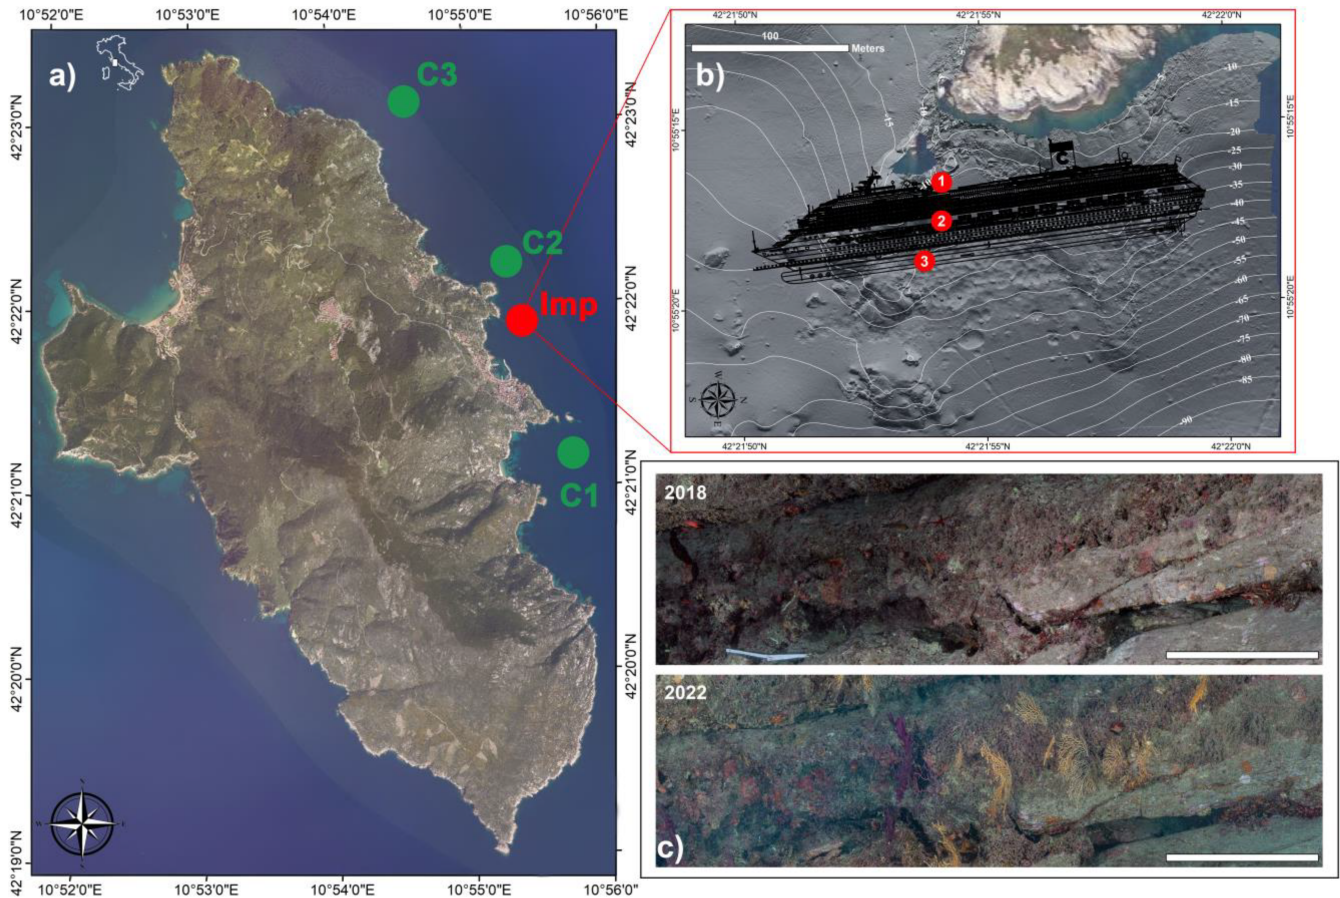 10°52'0"E 10°53'0"E 10°54'0"E 10°55'0"E 10°56'0"E
a)
C3
C2
Imp
C1
42°23'0"N
42°22'0"N
42°21'0"N
42°20'0"N
42°19'0"N
42°23'0"N
42°22'0"N
42°21'0"N
42°20'0"N
10°52'0"E 10°53'0"E 10°54'0"E 10°55'0"E 10°56'0"
42°21'50"N 42°21'55"N 42°22'0"N
100
Meters
b)
10°55'15"E
10°55'20"E
10°55'15"E
10°55'20"E
-5
-15
-5
-10
-15
-20
-25
-30
-35
-40
-45
-50
-55
-60
-65
-70
-75
-80
-85
-90
C
1
2
3
W
S N
E
42°21'50"N 42°21'55"N 42°22'0"N
2018
2022
c)